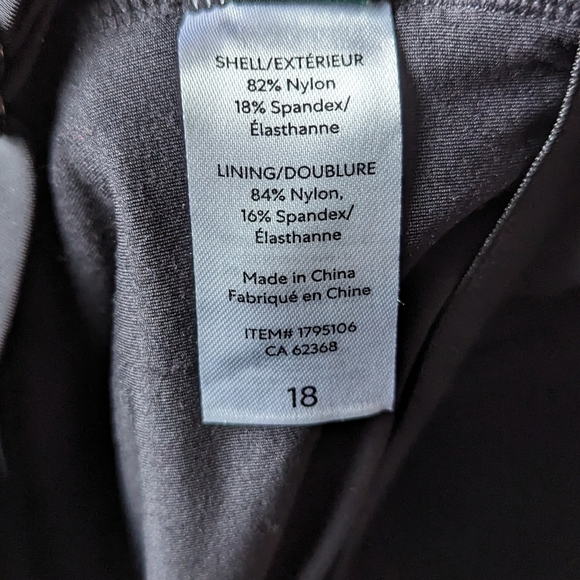 SHELL/EXTÉRIEUR
82% Nylon
18% Spandex/
Élasthanne
LINING/DOUBLURE
84% Nylon,
16% Spandex/
Élasthanne
Made in China
Fabriqué en Chine
ITEM# 1795106
CA 62368
18